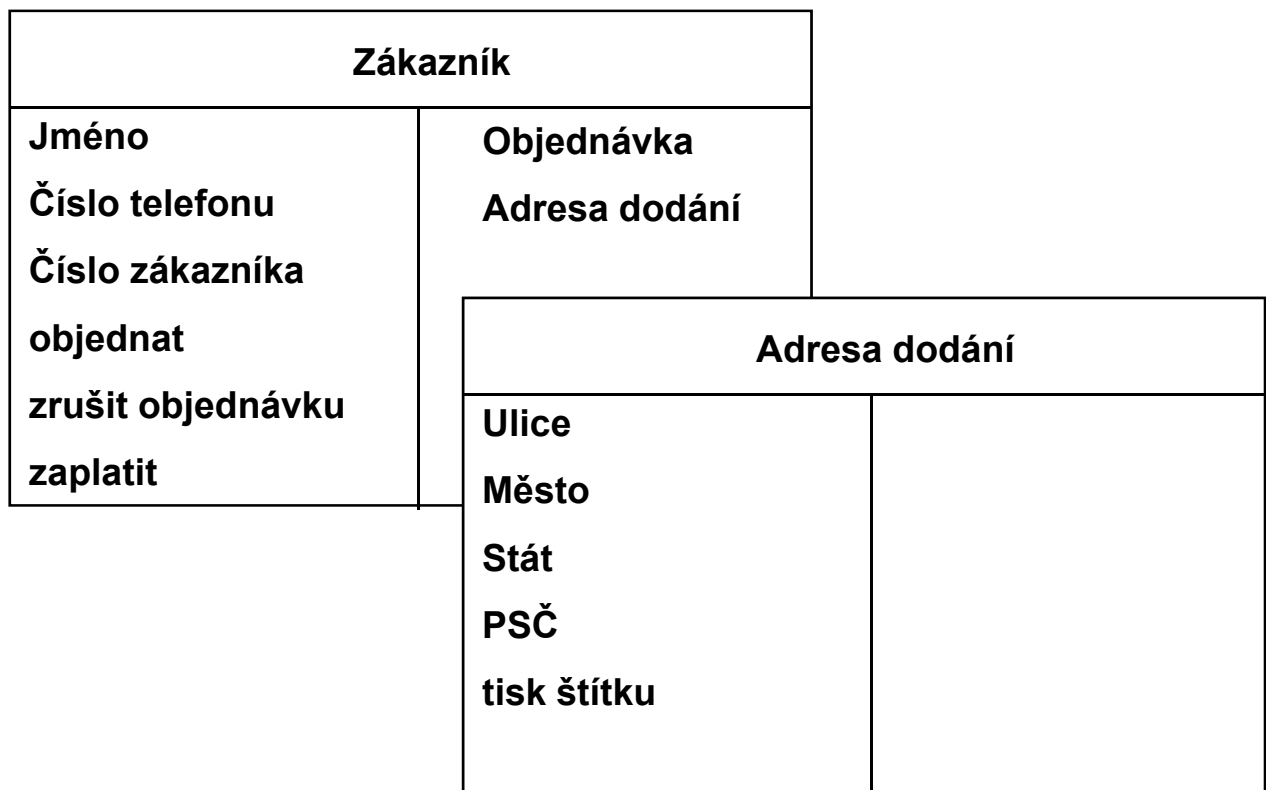 Zákazník
Jméno
Číslo telefonu
Číslo zákazníka
objednat
zrušit objednávku
zaplatit
Objednávka
Adresa dodání
Adresa dodání
Ulice
Město
Stát
PSČ
tisk štítku